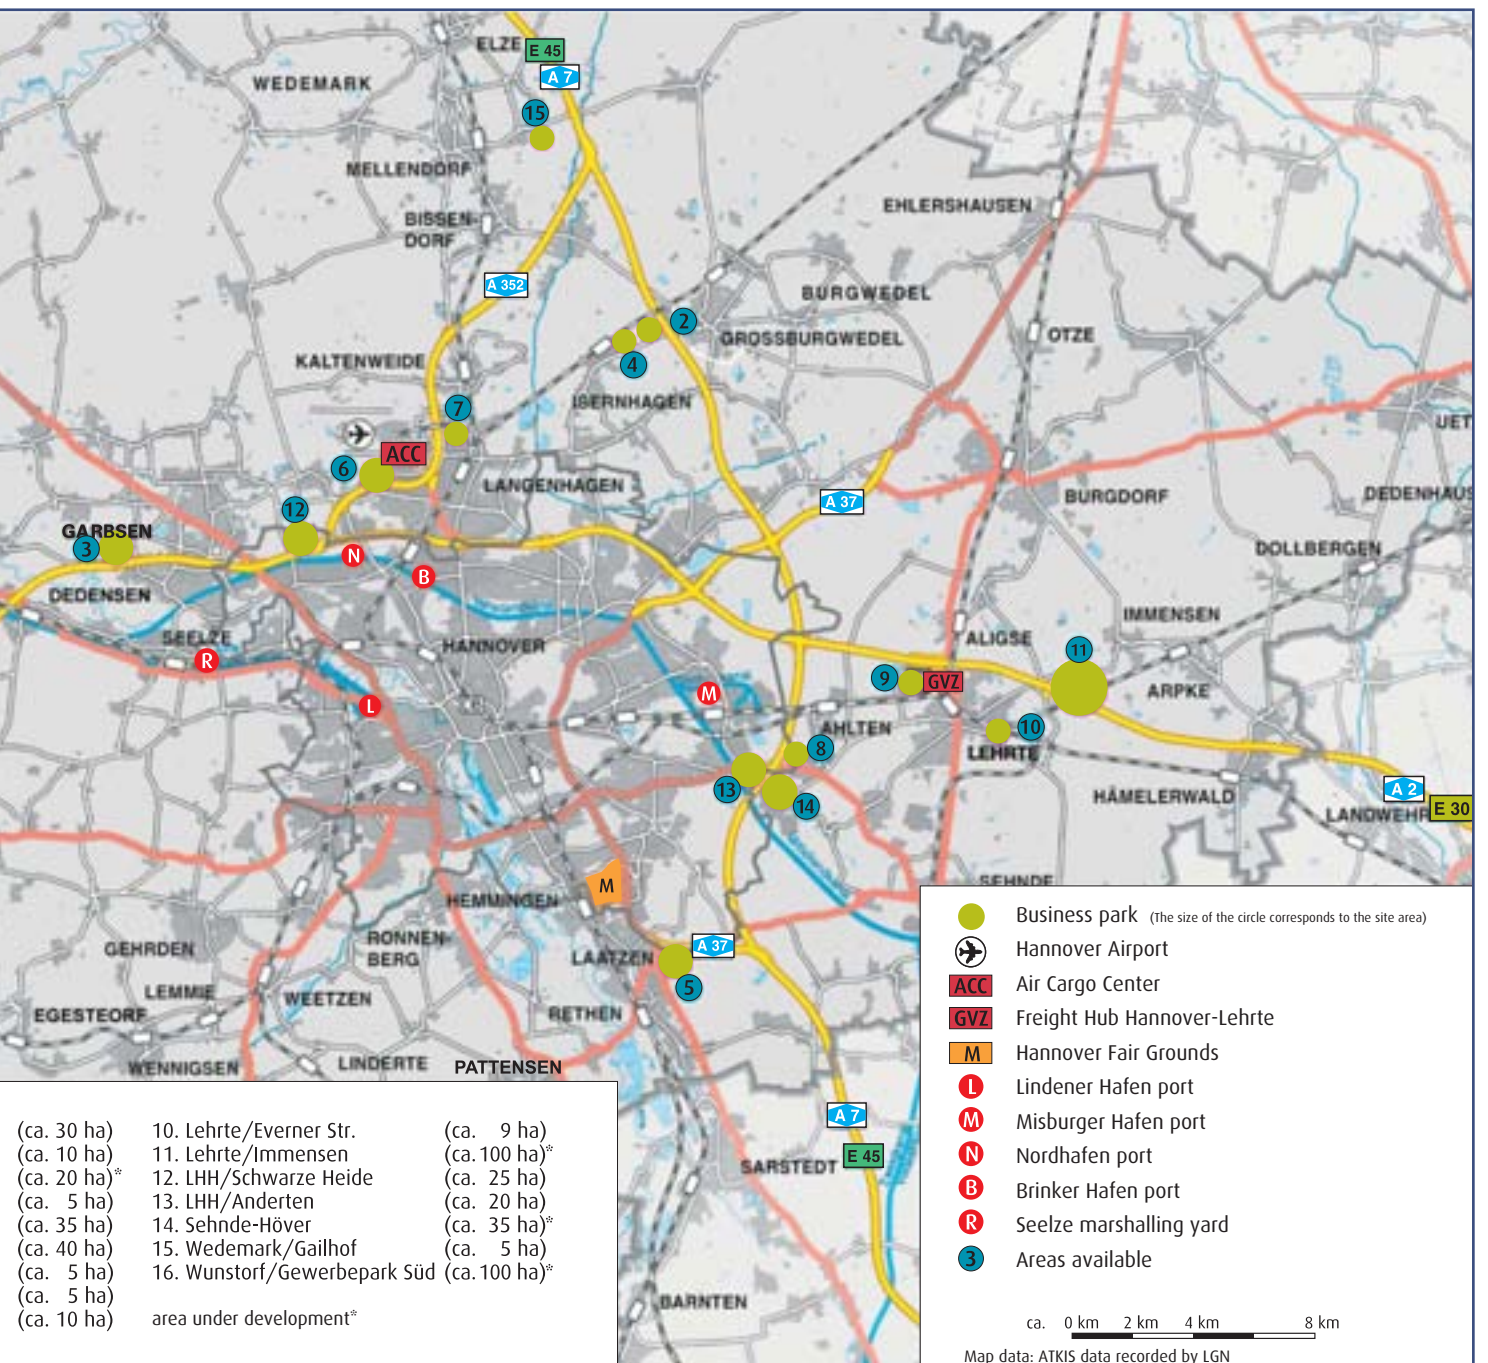 ELZE
E 45
A 7
WEDEMARK
15
MELLENDORF
BISSEN-
DORF
EHLERSHAUSEN
A 352
BURGWEDEL
2
GROSSBURGWEDEL
OTZE
KALTENWEIDE
4
ISERNHAGEN
7
UET
ACC
6
LANGENHAGEN
BURGDORF
DEDENHAUS
A 37
12
GARBSEN
3
N
DOLLBERGEN
B
DEDENSEN
IMMENSEN
SEELZE
HANNOVER
ALIGSE
11
R
9
GVZ
ARPKE
M
L
AHLTEN
10
8
LEHRTE
13
14
HÄMELERWALD
A 2
LANDWEHR
E 30
SEHNDE
M
HEMMINGEN
GEHRDEN
RONNEN-
BERG
LAATZEN
A 37
5
LEMMIE
WEETZEN
EGESTEORF
RETHEN
WENNIGSEN
LINDERTE
PATTENSEN
A 7
SARSTEDT
E 45
BARNTEN
(ca. 30 ha) 10. Lehrte/Everner Str. (ca. 9 ha)
(ca. 10 ha) 11. Lehrte/Immensen (ca. 100 ha)*
(ca. 20 ha)* 12. LHH/Schwarze Heide (ca. 25 ha)
(ca. 5 ha) 13. LHH/Anderten (ca. 20 ha)
(ca. 35 ha) 14. Sehnde-Höver (ca. 35 ha)*
(ca. 40 ha) 15. Wedemark/Gailhof (ca. 5 ha)
(ca. 5 ha) 16. Wunstorf/Gewerbepark Süd (ca. 100 ha)*
(ca. 5 ha)
(ca. 10 ha) area under development*
Business park (The size of the circle corresponds to the site area)
Hannover Airport
ACC Air Cargo Center
GVZ Freight Hub Hannover-Lehrte
M Hannover Fair Grounds
L Lindener Hafen port
M Misburger Hafen port
N Nordhafen port
B Brinker Hafen port
R Seelze marshalling yard
3 Areas available
ca. 0 km 2 km 4 km 8 km
Map data: ATKIS data recorded by LGN